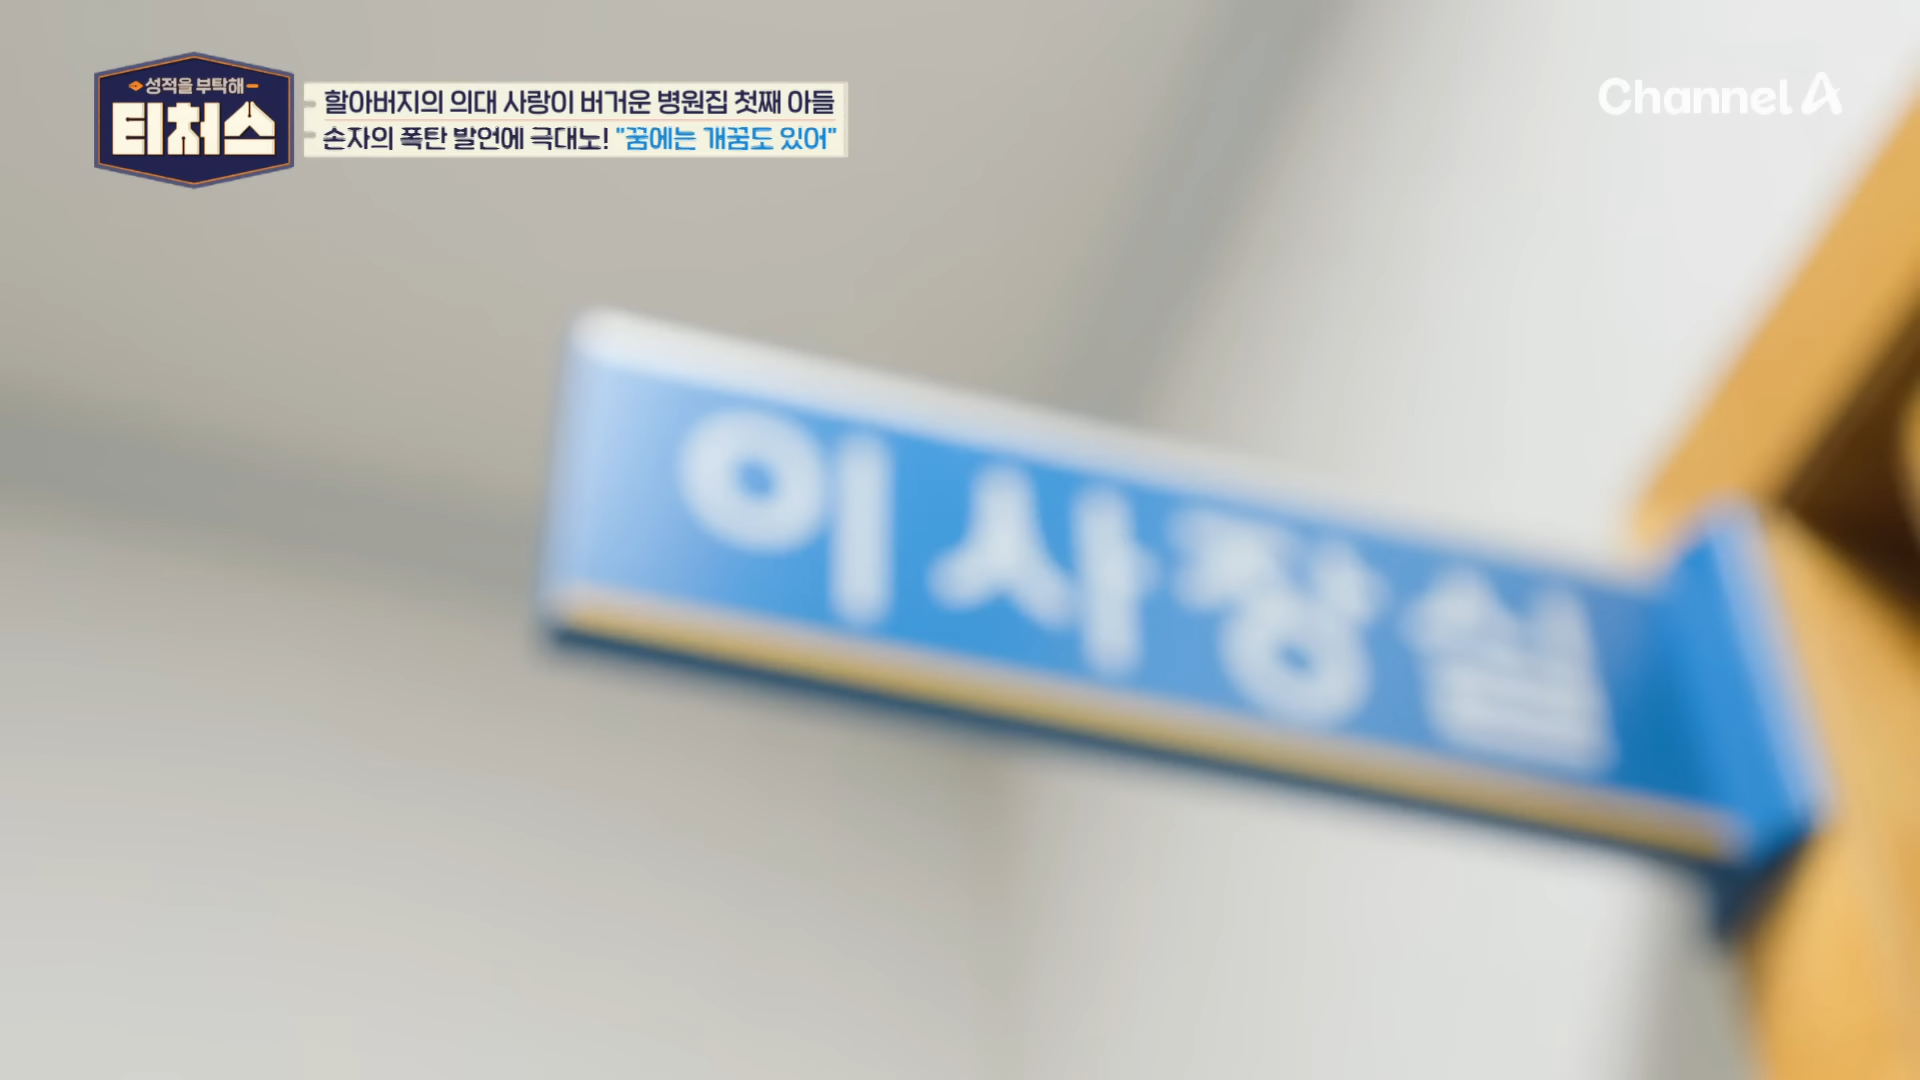 성적을 부탁해
티처스
할아버지의 의대 사랑이 버거운 병원집 첫째 아들
손자의 폭탄 발언에 극대노! "꿈에는 개꿈도 있어"
Channel A
이사장실